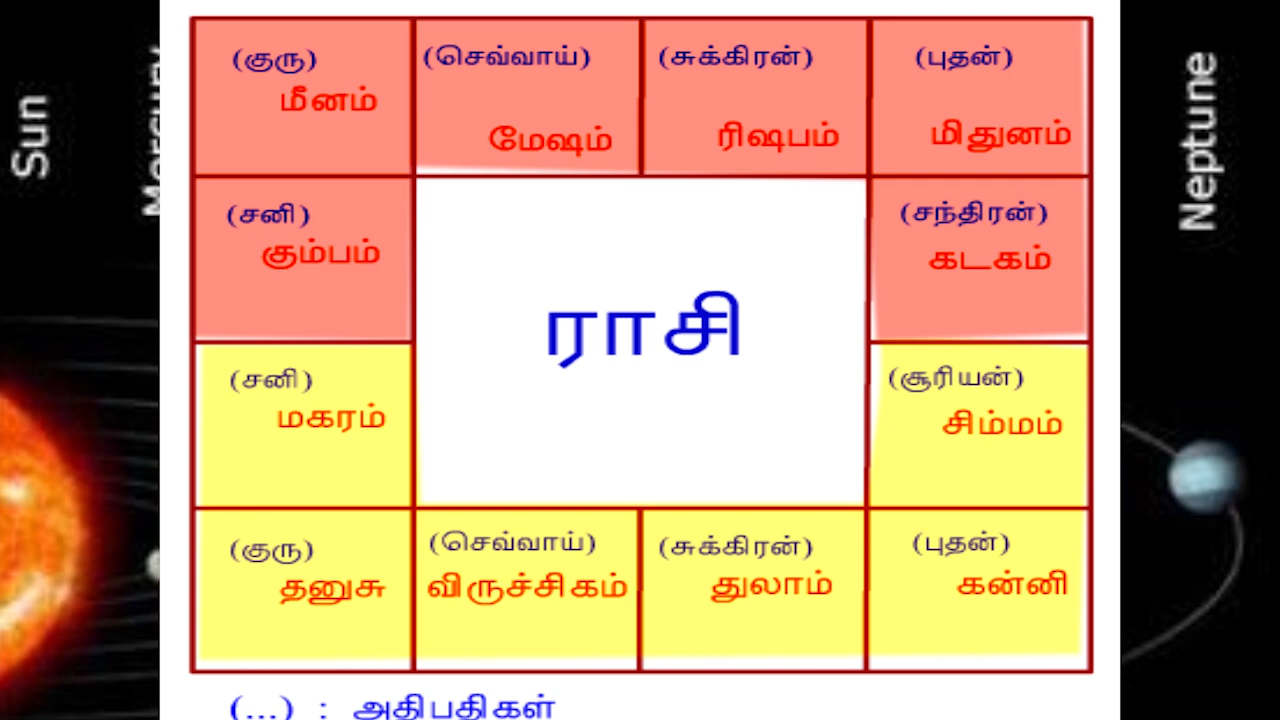 Sun
Mercury
(குரு)
மீனம்
(செவ்வாய்)
மேஷம்
(சுக்கிரன்)
ரிஷபம்
(புதன்)
மிதுனம்
Neptune
(சனி)
கும்பம்
(சந்திரன்)
கடகம்
ராசி
(சனி)
மகரம்
(சூரியன்)
சிம்மம்
(குரு)
தனுசு
(செவ்வாய்)
விருச்சிகம்
(சுக்கிரன்)
துலாம்
(புதன்)
கன்னி
(...) : அதிபதிகள்